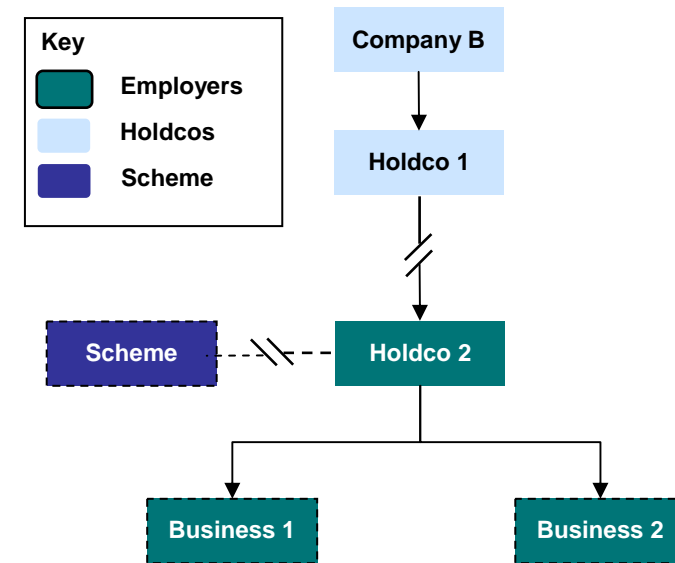 Key
Employers
Holdcos
Scheme
Company B
Holdco 1
Scheme
Holdco 2
Business 1
Business 2